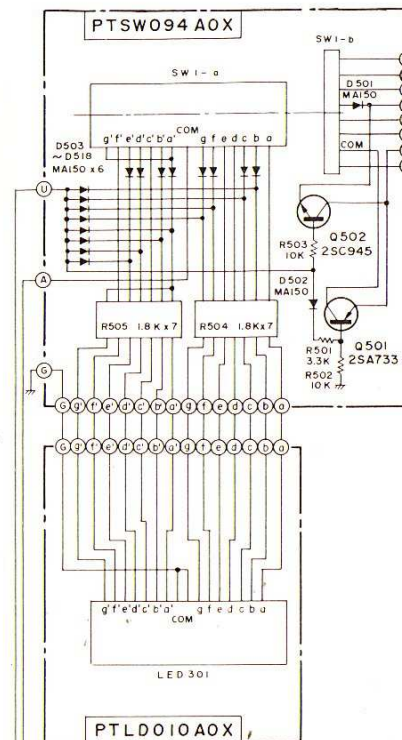 PTSW094A0X
SW1-b
D501
MA150
SW1-a
COM
g' f' e' d' c' b' a' g f e d c b a
D503
~D518
MA150 x 6
COM
U
Q502
2SC945
R503
10K
D502
MA150
A
R505 1.8K x 7
R504 1.8K x 7
Q501
2SA733
R501
3.3K
R502
10K
G
G g' f' e' d' c' b' a' g f e d c b a
G g' f' e' d' c' b' a' g f e d c b a
g' f' e' d' c' b' a' g f e d c b a
COM
LED301
PTLD010A0X